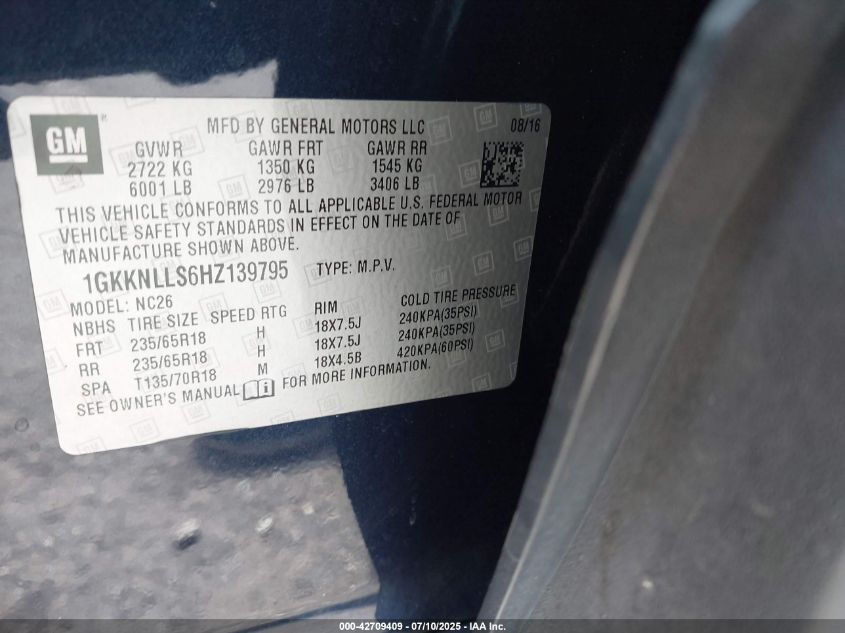 GM
MFD BY GENERAL MOTORS LLC 08/16
GVWR GAWR FRT GAWR RR
2722 KG 1350 KG 1545 KG
6001 LB 2976 LB 3406 LB
THIS VEHICLE CONFORMS TO ALL APPLICABLE U.S. FEDERAL MOTOR
VEHICLE SAFETY STANDARDS IN EFFECT ON THE DATE OF
MANUFACTURE SHOWN ABOVE.
1GKKNLLS6HZ139795 TYPE: M.P.V.
MODEL: NC26
NBHS TIRE SIZE SPEED RTG RIM COLD TIRE PRESSURE
FRT 235/65R18 H 18X7.5J 240KPA(35PSI)
RR 235/65R18 H 18X7.5J 240KPA(35PSI)
SPA T135/70R18 M 18X4.5B 420KPA(60PSI)
SEE OWNER'S MANUAL FOR MORE INFORMATION.
000-42709409 - 07/10/2025 - IAA Inc.